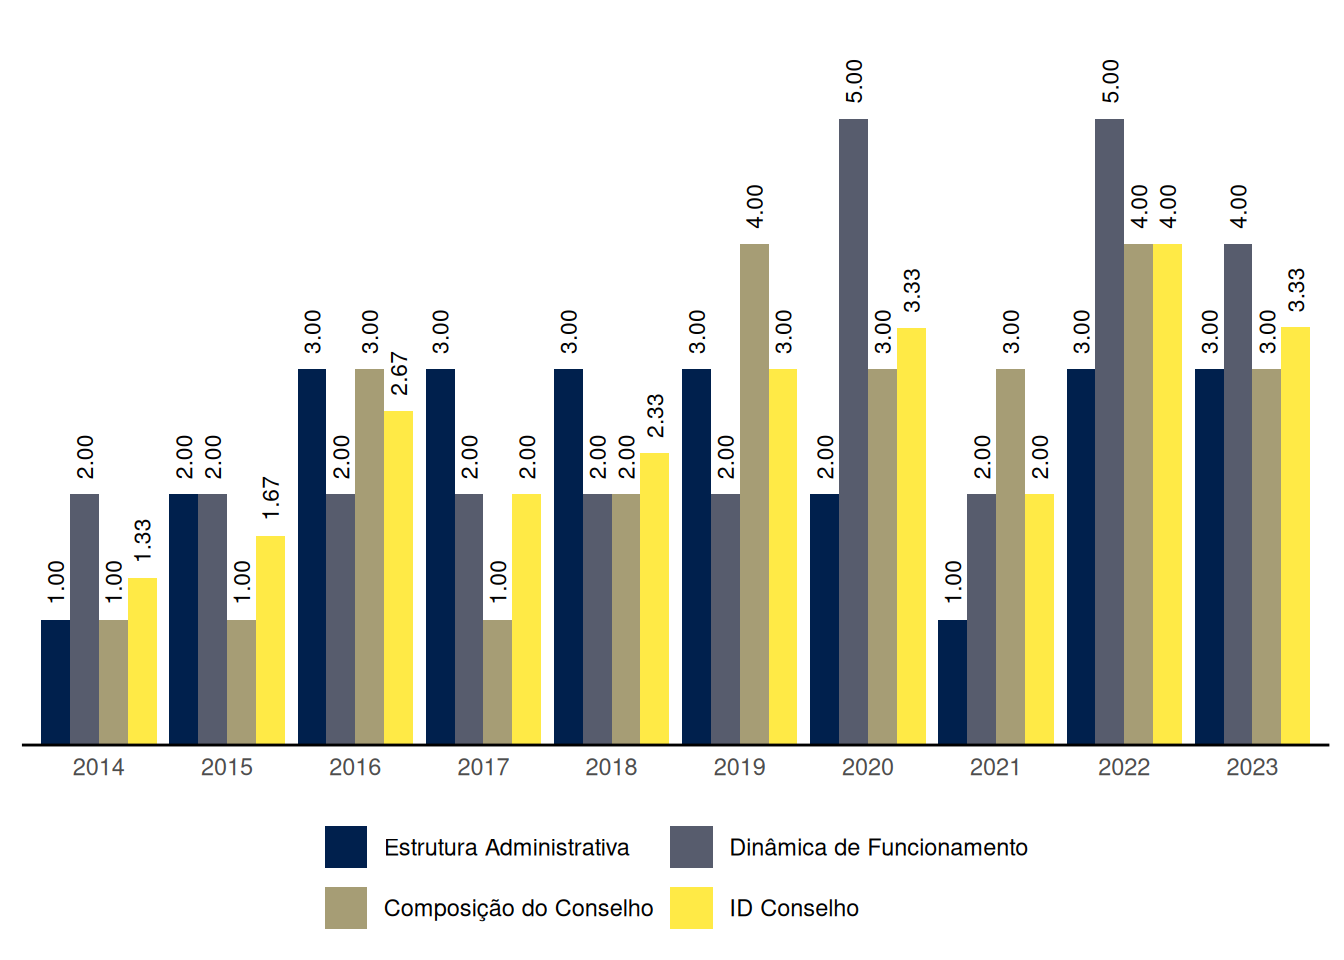 5.00 5.00
4.00 4.00 4.00 4.00
3.33 3.33
3.00 3.00 3.00 3.00 3.00 3.00 3.00 3.00 3.00 3.00 3.00
2.67
2.33
2.00 2.00 2.00 2.00 2.00 2.00 2.00 2.00 2.00 2.00 2.00 2.00 2.00
1.67
1.33
1.00 1.00 1.00 1.00 1.00
2014 2015 2016 2017 2018 2019 2020 2021 2022 2023
Estrutura Administrativa Dinâmica de Funcionamento
Composição do Conselho ID Conselho